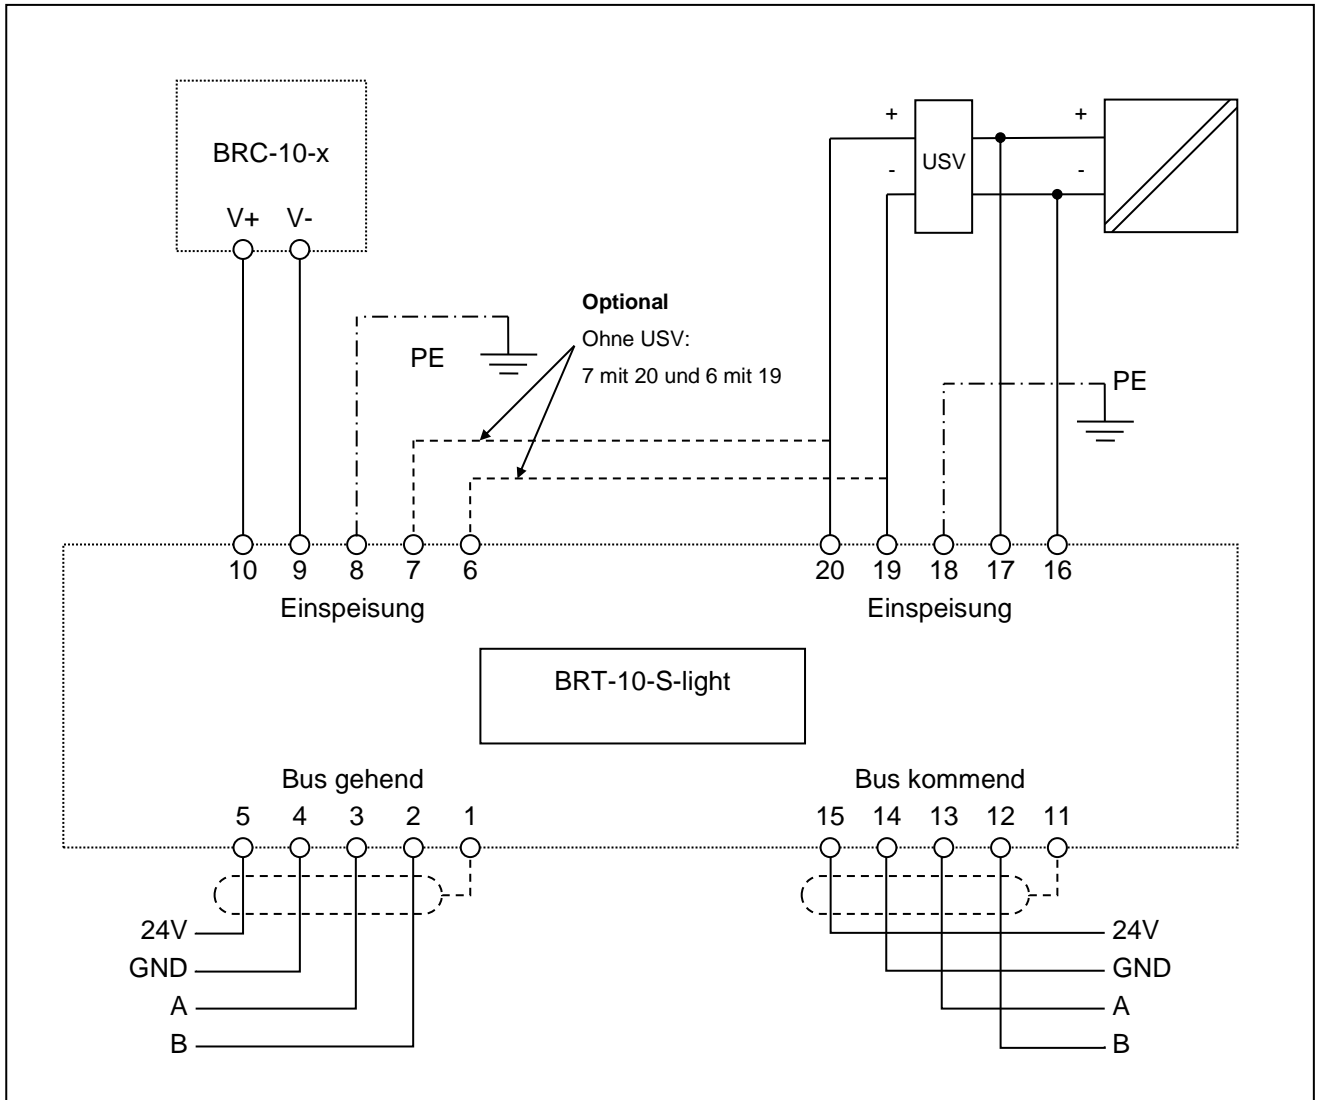 BRC-10-x
V+ V-
+ +
USV
- -
Optional
Ohne USV:
7 mit 20 und 6 mit 19
PE
PE
10 9 8 7 6
Einspeisung
20 19 18 17 16
Einspeisung
BRT-10-S-light
Bus gehend
5 4 3 2 1
Bus kommend
15 14 13 12 11
24V
GND
A
B
24V
GND
A
B